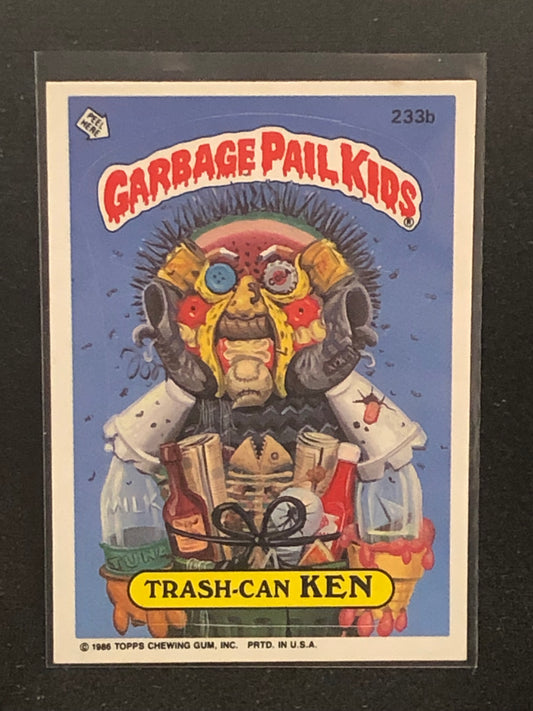 PEEL
HERE
233b
GARBAGE PAIL KIDS
®
MILK
TUNA
TRASH-CAN KEN
© 1986 TOPPS CHEWING GUM, INC. PRTD. IN U.S.A.